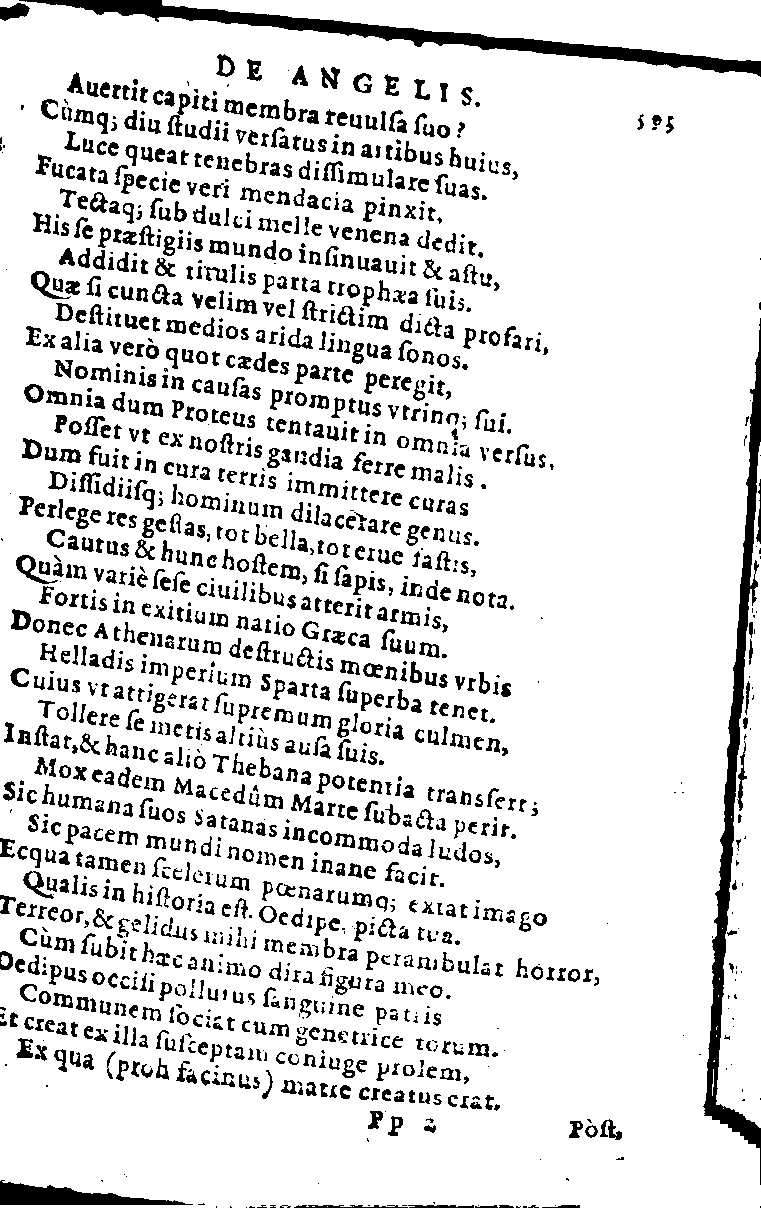 DE ANGELIS. 595
Auertit capiti membra reuulſa ſuo?
Cùmq; diu ſtudii verſatus in artibus huius,
Luce queat tenebras diſſimulare ſuas.
Fucata ſpecie veri mendacia pinxit,
Tectaq; ſub dulci melle venena dedit.
His ſe præſtigiis mundo inſinuauit & aſtu,
Addidit & titulis parta trophæa ſuis.
Quæ ſi cuncta velim vel ſtrictim dicta profari,
Deſtituet medios arida lingua ſonos.
Ex alia verò quot cædes parte peregit,
Nominis in cauſas promptus vtrinq; ſui.
Omnia dum Proteus tentauit in omnia verſus,
Poſſet vt ex noſtris gaudia ferre malis.
Dum fuit in cura terris immittere curas
Diſſidiiſq; hominum dilacerare genus.
Perlege res geſtas, tot bella, tot erue faſtis,
Cautus & hunc hoſtem, ſi ſapis, inde nota.
Quàm variè ſeſe ciuilibus atterit armis,
Fortis in exitium natio Græca ſuum.
Donec Athenarum deſtructis mœnibus vrbis
Helladis imperium Sparta ſuperba tenet.
Cuius vt attigerat ſupremum gloria culmen,
Tollere ſe metis altiùs auſa ſuis.
Inſtat, & hanc aliò Thebana potentia transfert;
Mox eadem Macedûm Marte ſubacta perit.
Sic humana ſuos Satanas incommoda ludos,
Sic pacem mundi nomen inane facit.
Ecqua tamen ſcelerum pœnarumq; extat imago
Qualis in hiſtoria eſt, Oedipe, picta tua.
Terreor, & gelidus mihi membra perambulat horror,
Cùm ſubit hæc animo dira figura meo.
Oedipus occiſi pollutus ſanguine patris
Communem ſociat cum genetrice torum.
Et creat ex illa ſuſceptam coniuge prolem,
Ex qua (proh facinus) matre creatus erat.
Pp 2 Pòſt,